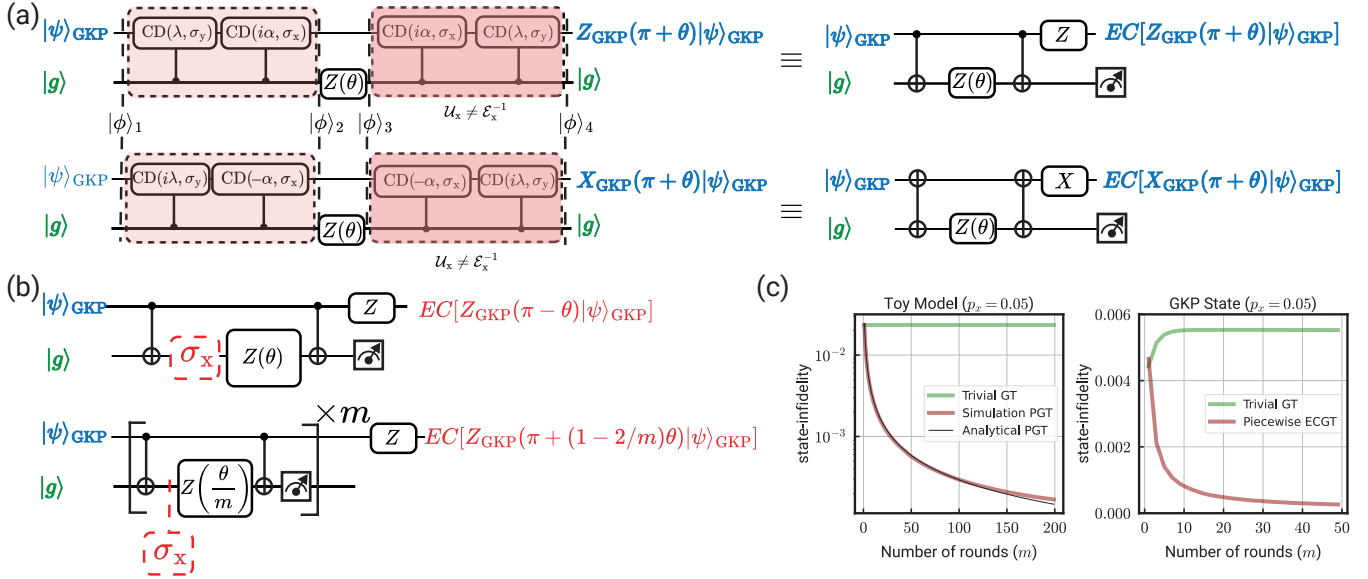 (a)
|ψ⟩GKP CD(λ, σy) CD(iα, σx) CD(iα, σx) CD(λ, σy) ZGKP(π + θ)|ψ⟩GKP ≡ |ψ⟩GKP Z EC[ZGKP(π + θ)|ψ⟩GKP]
|g⟩ Z(θ) |g⟩ |g⟩ Z(θ)
𝒰x ≠ ℰx⁻¹
|ϕ⟩1 |ϕ⟩2 |ϕ⟩3 |ϕ⟩4
|ψ⟩GKP CD(iλ, σy) CD(-α, σx) CD(-α, σx) CD(iλ, σy) XGKP(π + θ)|ψ⟩GKP ≡ |ψ⟩GKP X EC[XGKP(π + θ)|ψ⟩GKP]
|g⟩ Z(θ) |g⟩ |g⟩ Z(θ)
𝒰x ≠ ℰx⁻¹
(b)
|ψ⟩GKP Z EC[ZGKP(π − θ)|ψ⟩GKP]
|g⟩ σx Z(θ)
×m
|ψ⟩GKP Z EC[ZGKP(π + (1 − 2/m)θ)|ψ⟩GKP]
|g⟩ Z(θ/m)
σx
(c)
Toy Model (px = 0.05)
state-infidelity
10⁻²
10⁻³
Trivial GT
Simulation PGT
Analytical PGT
50 100 150 200
Number of rounds (m)
GKP State (px = 0.05)
state-infidelity
0.006
0.004
0.002
0.000
Trivial GT
Piecewise ECGT
0 10 20 30 40 50
Number of rounds (m)